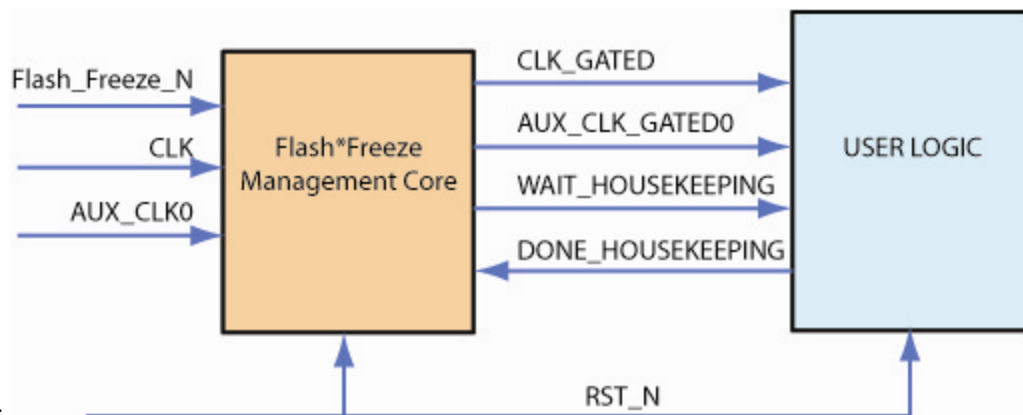 Flash_Freeze_N
CLK
AUX_CLK0
Flash*Freeze
Management Core
CLK_GATED
AUX_CLK_GATED0
WAIT_HOUSEKEEPING
DONE_HOUSEKEEPING
USER LOGIC
RST_N